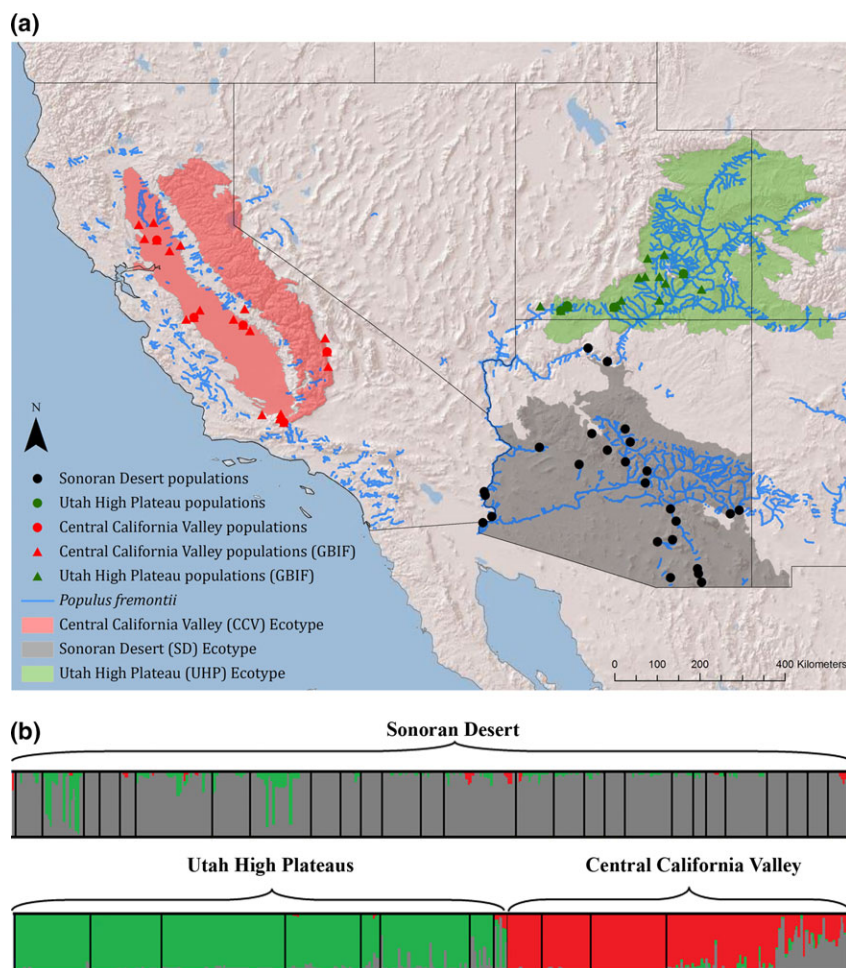 (a)
N
Sonoran Desert populations
Utah High Plateau populations
Central California Valley populations
Central California Valley populations (GBIF)
Utah High Plateau populations (GBIF)
Populus fremontii
Central California Valley (CCV) Ecotype
Sonoran Desert (SD) Ecotype
Utah High Plateau (UHP) Ecotype
0 100 200 400 Kilometers
(b)
Sonoran Desert
Utah High Plateaus Central California Valley